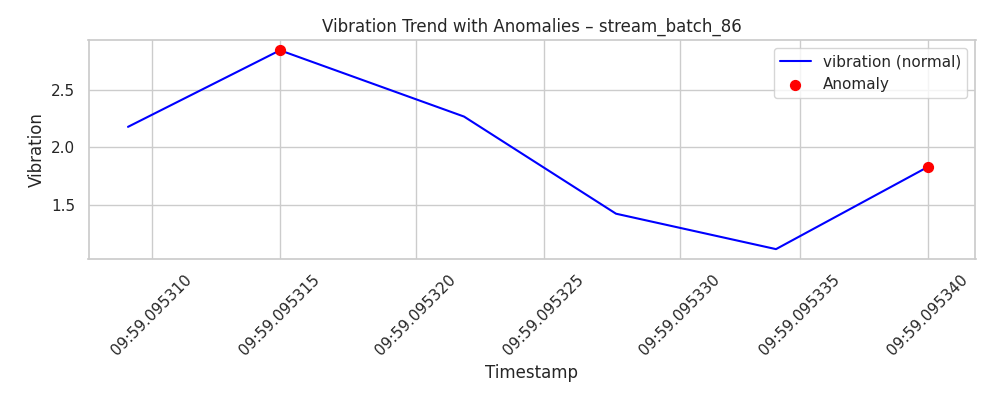 Vibration Trend with Anomalies – stream_batch_86
vibration (normal)
Anomaly
Vibration
2.5
2.0
1.5
09:59.095310
09:59.095315
09:59.095320
09:59.095325
09:59.095330
09:59.095335
09:59.095340
Timestamp